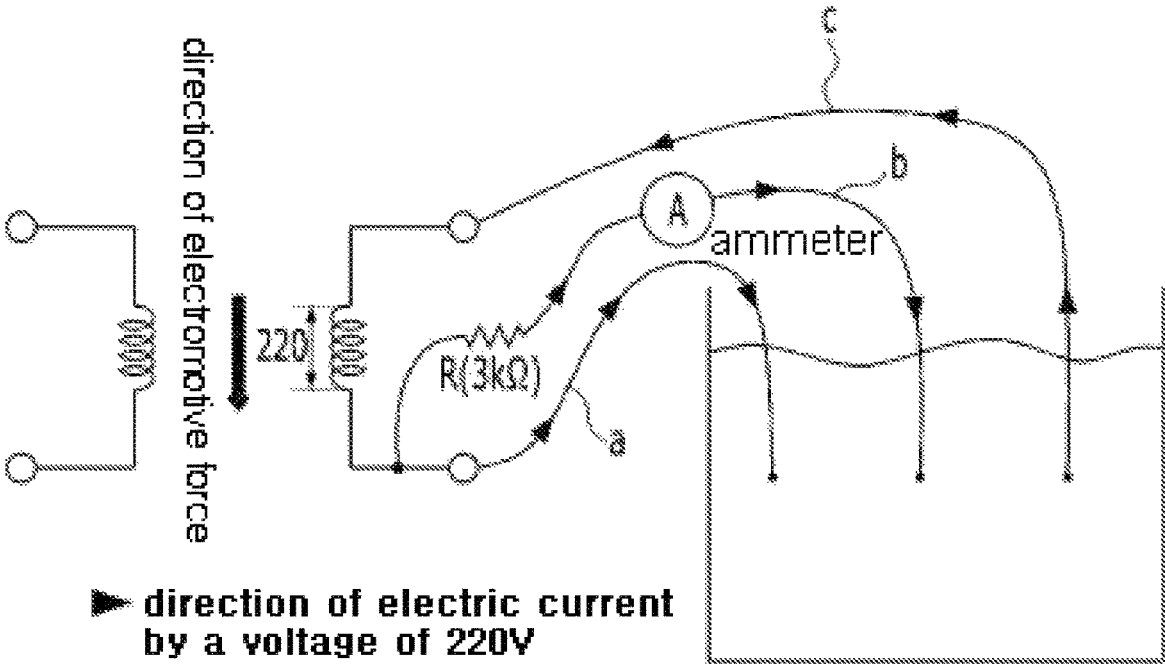 direction of electromotive force
220
c
A
b
ammeter
R(3kΩ)
a
direction of electric current
by a voltage of 220V